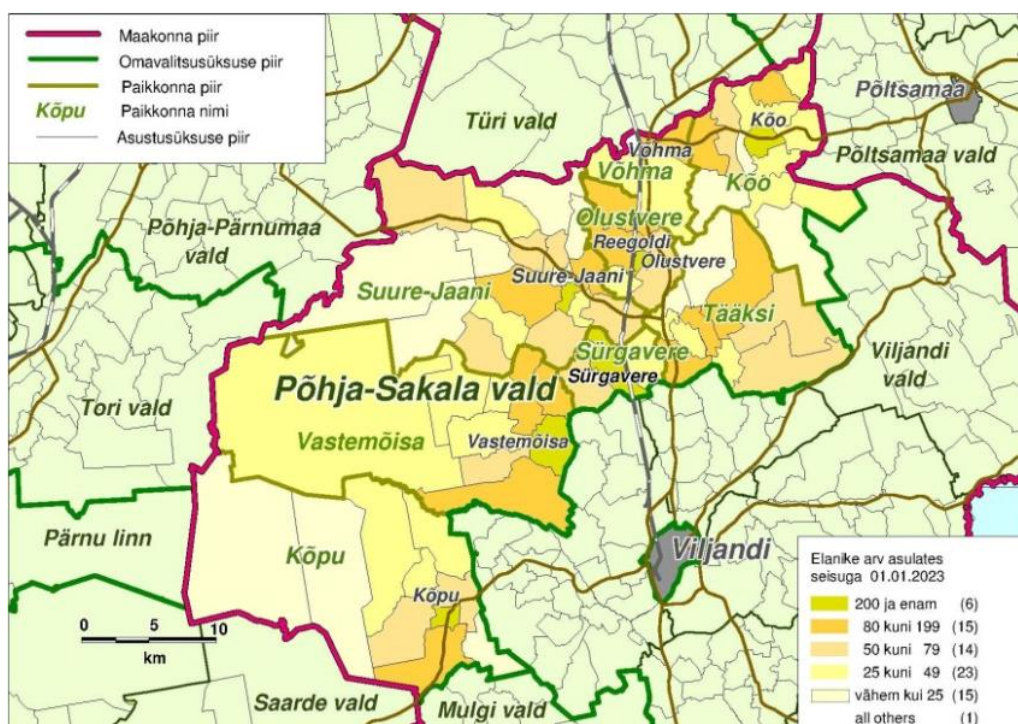 Maakonna piir
Omavalitsusüksuse piir
Paikkonna piir
Kõpu Paikkonna nimi
Asustusüksuse piir
Türi vald
Põltsamaa
Kõo
Põltsamaa vald
Võhma
Võhma
Kõo
Põhja-Pärnumaa
vald
Olustvere
Reegoldi
Olustvere
Suure-Jaani
Suure-Jaani
Tääksi
Sürgavere
Sürgavere
Viljandi
vald
Põhja-Sakala vald
Tori vald
Vastemõisa
Vastemõisa
Pärnu linn
Kõpu
Viljandi
Kõpu
0 5 10
km
Saarde vald
Mulgi vald
Elanike arv asulates
seisuga 01.01.2023
200 ja enam (6)
80 kuni 199 (15)
50 kuni 79 (14)
25 kuni 49 (23)
vähem kui 25 (15)
all others (1)